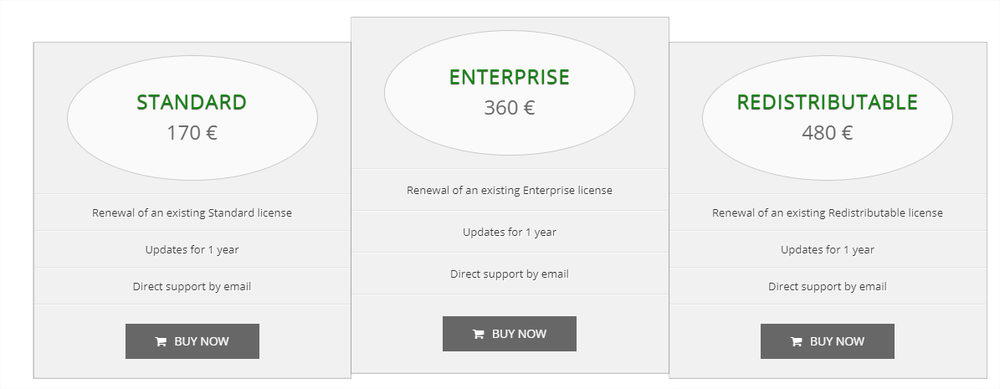 STANDARD
170 €
Renewal of an existing Standard license
Updates for 1 year
Direct support by email
BUY NOW
ENTERPRISE
360 €
Renewal of an existing Enterprise license
Updates for 1 year
Direct support by email
BUY NOW
REDISTRIBUTABLE
480 €
Renewal of an existing Redistributable license
Updates for 1 year
Direct support by email
BUY NOW